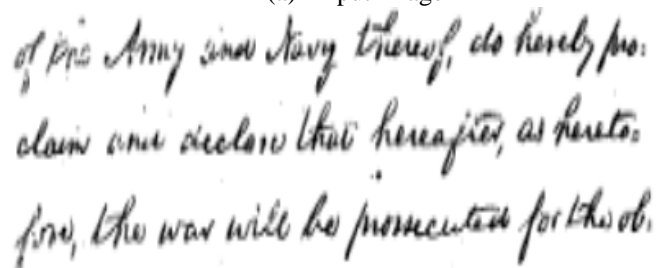 of the Army and Navy thereof, do hereby pro:
claim and declare that hereafter, as hereto:
fore, the war will be prosecuted for the ob,